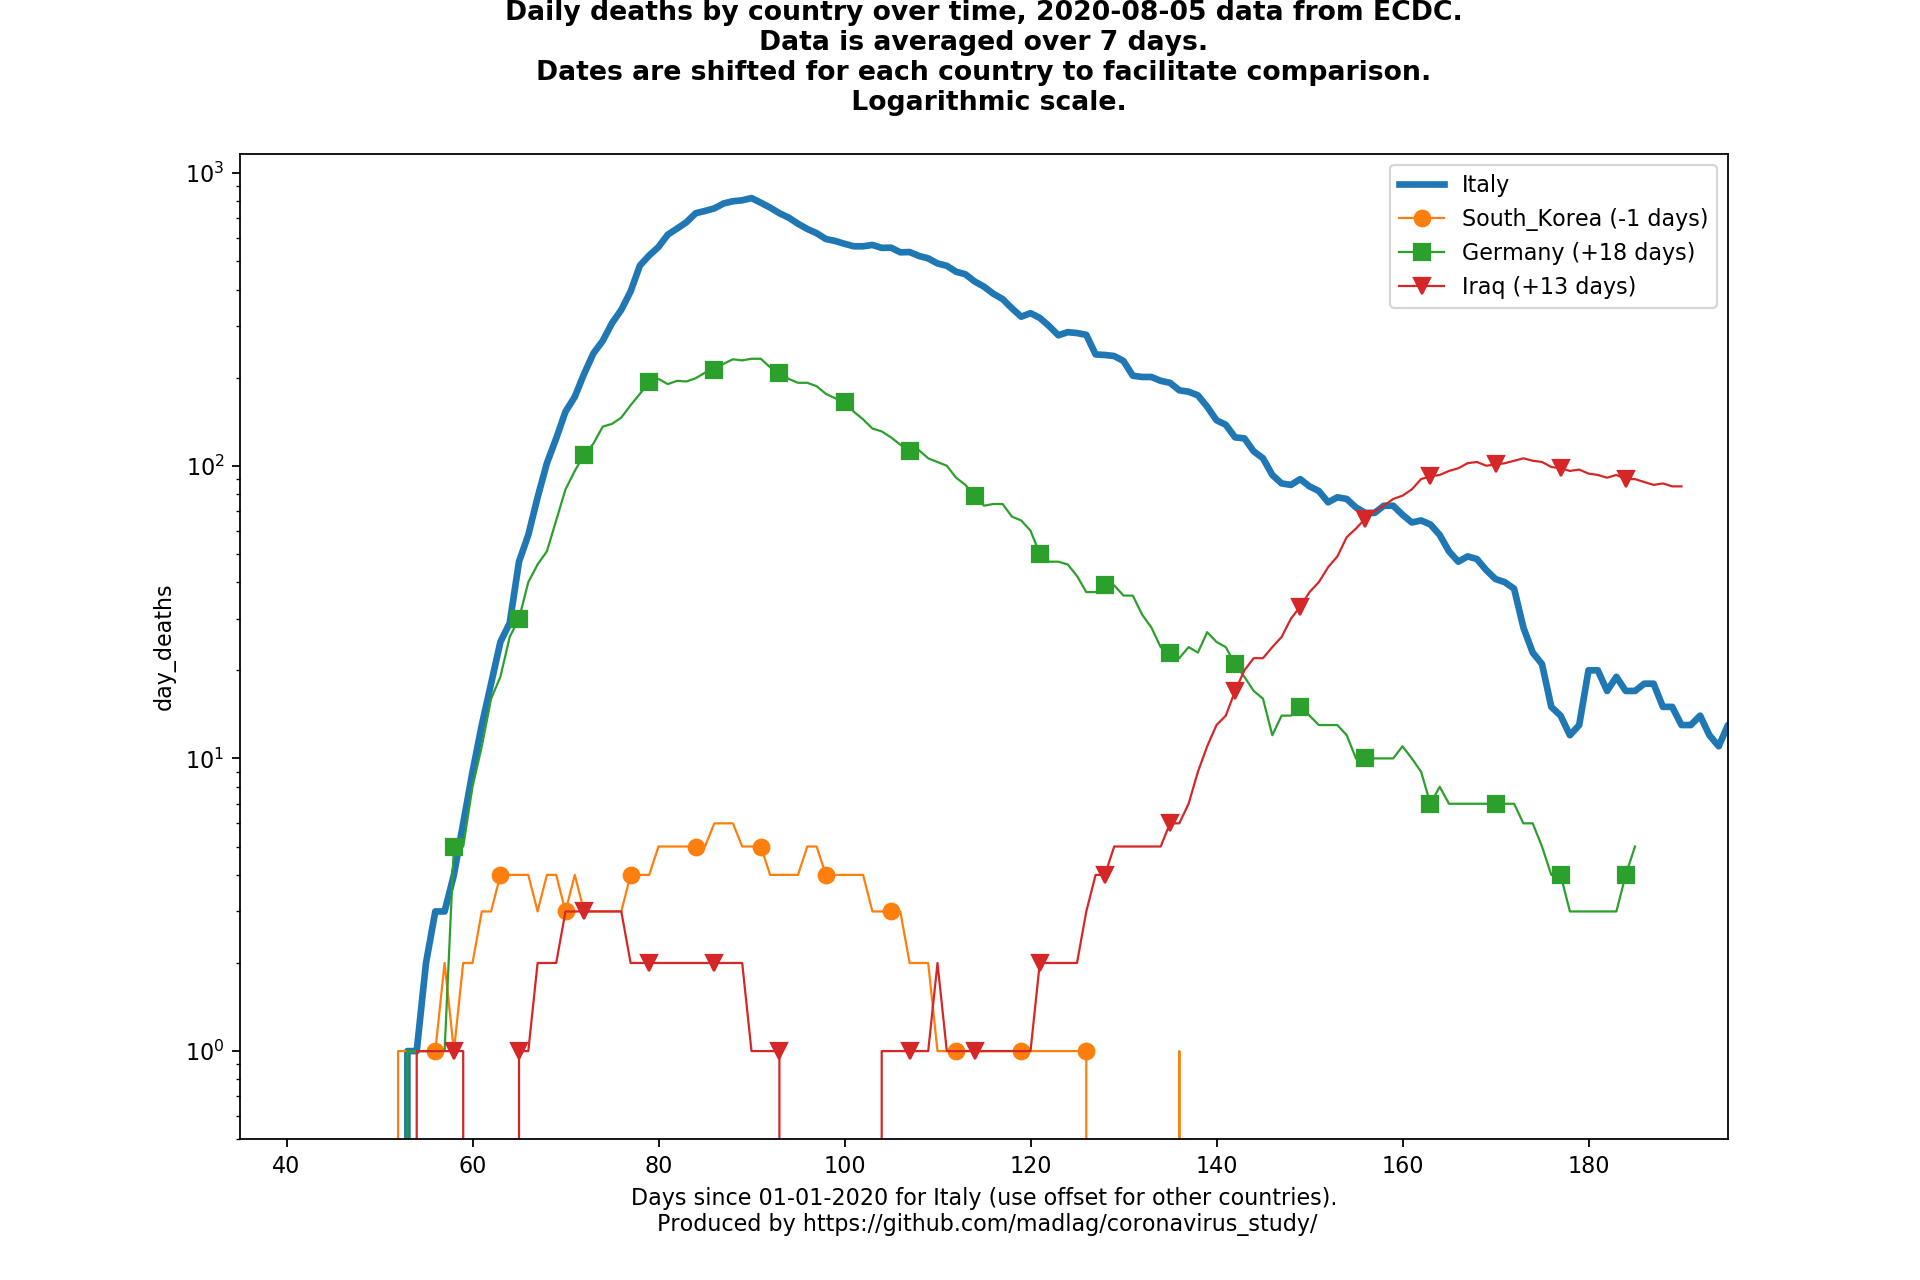 Daily deaths by country over time, 2020-08-05 data from ECDC.
Data is averaged over 7 days.
Dates are shifted for each country to facilitate comparison.
Logarithmic scale.
10³
10²
10¹
10⁰
day_deaths
Italy
South_Korea (-1 days)
Germany (+18 days)
Iraq (+13 days)
40 60 80 100 120 140 160 180
Days since 01-01-2020 for Italy (use offset for other countries).
Produced by https://github.com/madlag/coronavirus_study/